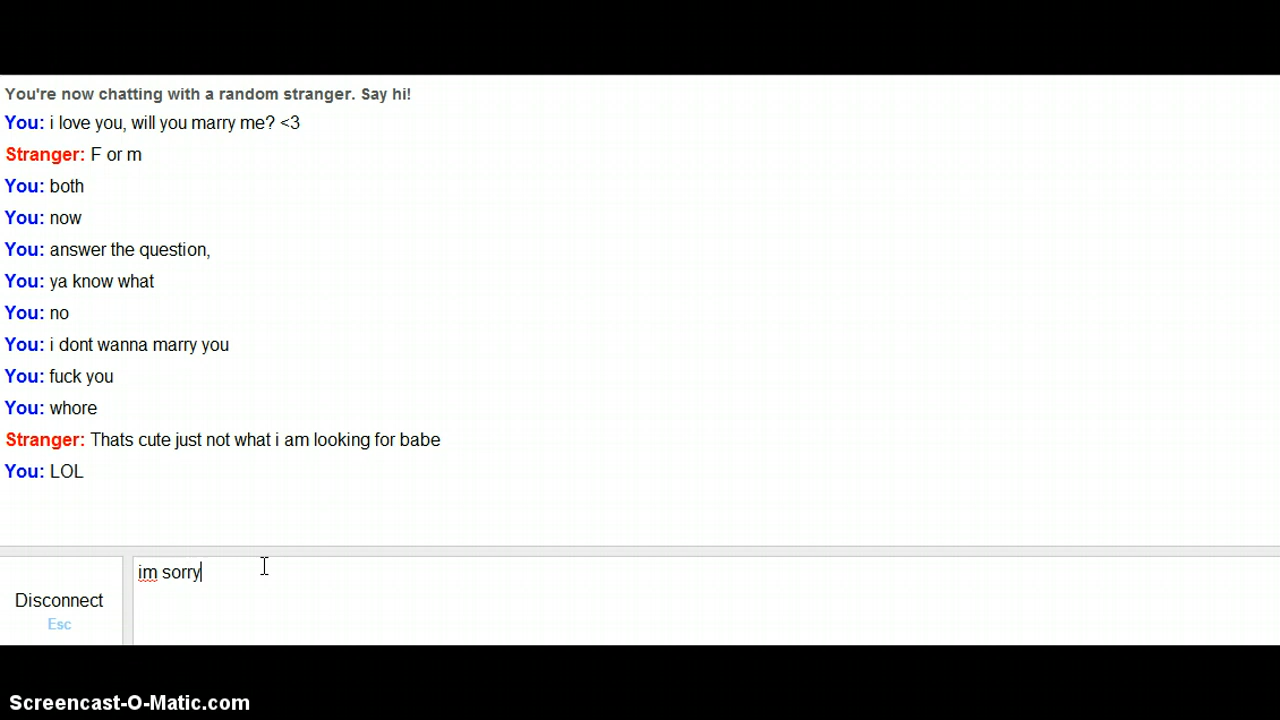 You're now chatting with a random stranger. Say hi!
You: i love you, will you marry me? <3
Stranger: F or m
You: both
You: now
You: answer the question,
You: ya know what
You: no
You: i dont wanna marry you
You: fuck you
You: whore
Stranger: Thats cute just not what i am looking for babe
You: LOL
im sorry
Disconnect
Esc
Screencast-O-Matic.com